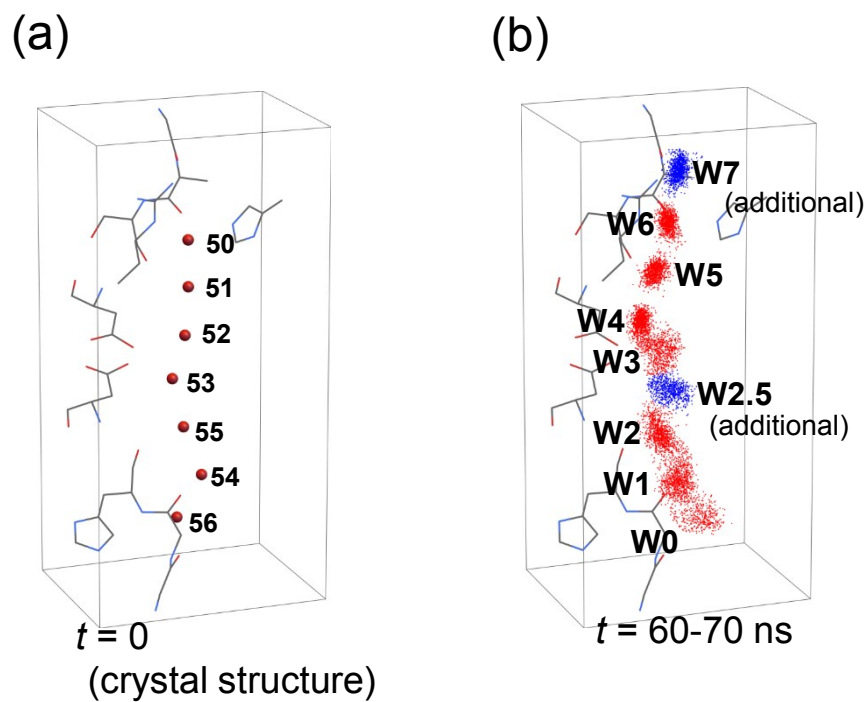 (a)
50
51
52
53
55
54
56
t = 0
(crystal structure)
(b)
W7
(additional)
W6
W5
W4
W3
W2.5
(additional)
W2
W1
W0
t = 60-70 ns